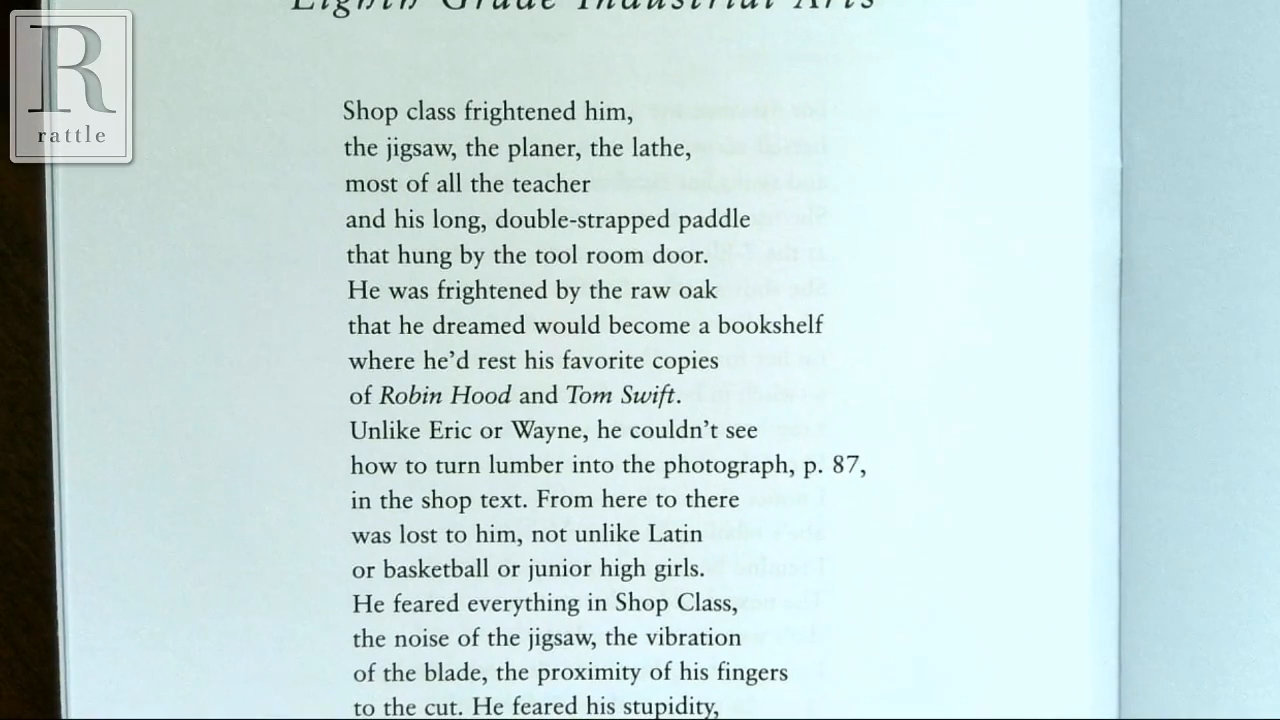 Eighth Grade Industrial Arts
R
rattle
Shop class frightened him,
the jigsaw, the planer, the lathe,
most of all the teacher
and his long, double-strapped paddle
that hung by the tool room door.
He was frightened by the raw oak
that he dreamed would become a bookshelf
where he’d rest his favorite copies
of Robin Hood and Tom Swift.
Unlike Eric or Wayne, he couldn’t see
how to turn lumber into the photograph, p. 87,
in the shop text. From here to there
was lost to him, not unlike Latin
or basketball or junior high girls.
He feared everything in Shop Class,
the noise of the jigsaw, the vibration
of the blade, the proximity of his fingers
to the cut. He feared his stupidity,